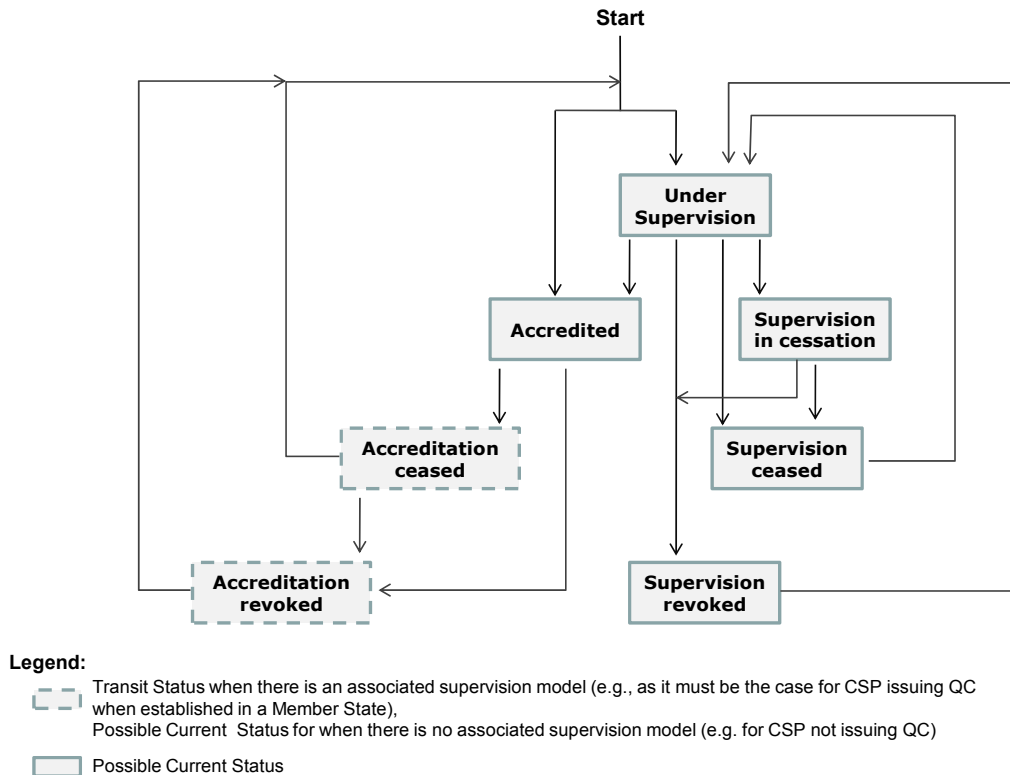 Start
Under
Supervision
Accredited
Supervision
in cessation
Accreditation
ceased
Supervision
ceased
Accreditation
revoked
Supervision
revoked
Legend:
Transit Status when there is an associated supervision model (e.g., as it must be the case for CSP issuing QC
when established in a Member State),
Possible Current Status for when there is no associated supervision model (e.g. for CSP not issuing QC)
Possible Current Status